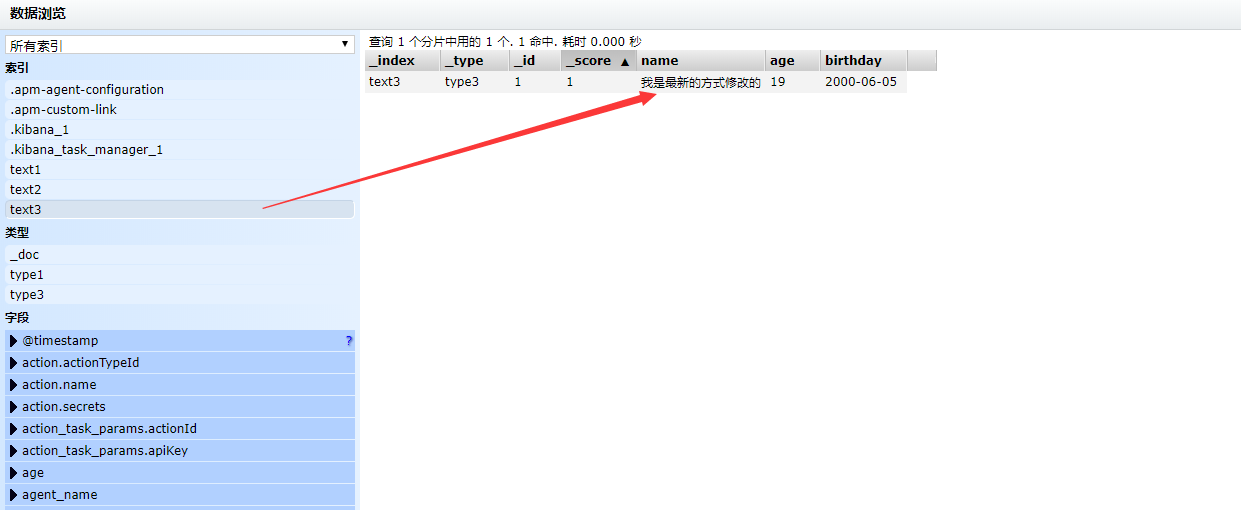 数据浏览
所有索引
索引
.apm-agent-configuration
.apm-custom-link
.kibana_1
.kibana_task_manager_1
text1
text2
text3
类型
_doc
type1
type3
字段
@timestamp ?
action.actionTypeId
action.name
action.secrets
action_task_params.actionId
action_task_params.apiKey
age
agent_name
查询 1 个分片中用的 1 个. 1 命中. 耗时 0.000 秒
_index _type _id _score ▲ name age birthday
text3 type3 1 1 我是最新的方式修改的 19 2000-06-05